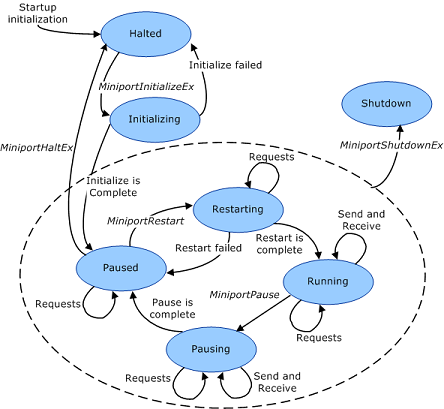 Startup
initialization
Halted
Initialize failed
MiniportInitializeEx
Initializing
Shutdown
MiniportHaltEx
MiniportShutdownEx
Requests
Initialize is
Complete
MiniportRestart
Restarting
Send and
Receive
Restart failed
Restart is
complete
Paused
Running
MiniportPause
Requests
Pause is
complete
Requests
Pausing
Requests
Send and
Receive